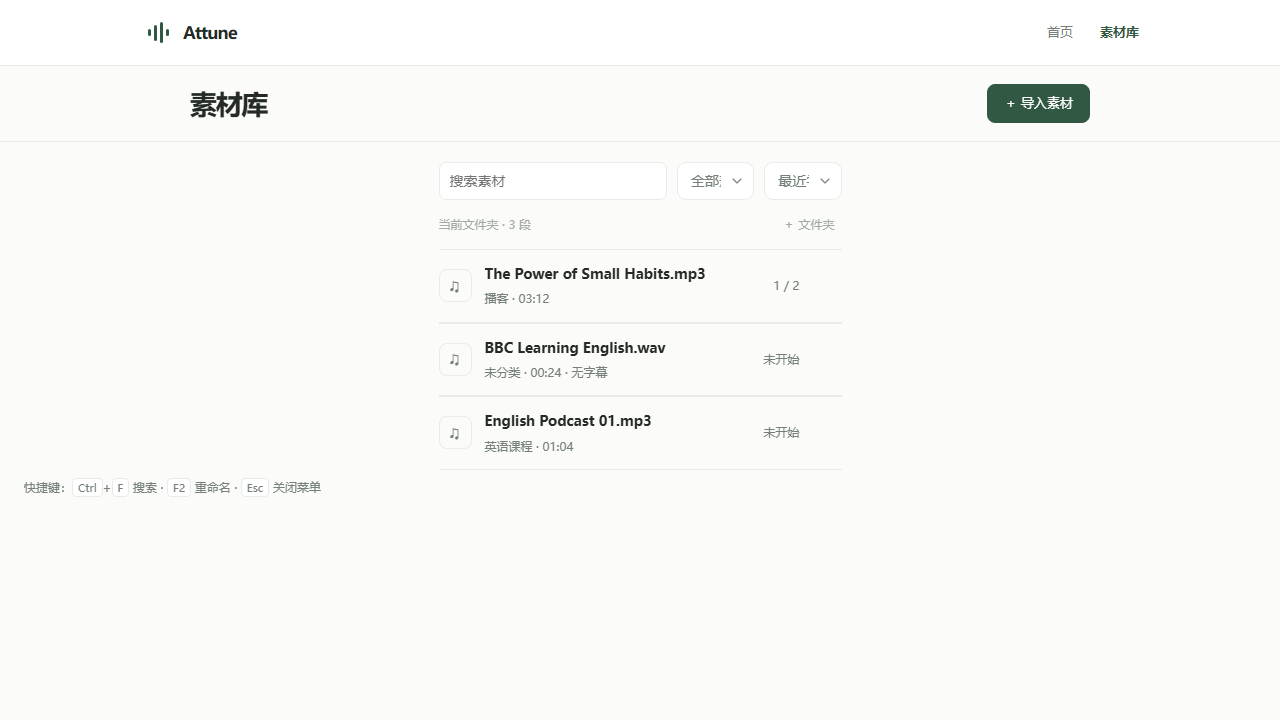 Attune
首页
素材库
素材库
+ 导入素材
搜索素材
全部
最近
当前文件夹 · 3 段
+ 文件夹
The Power of Small Habits.mp3
播客 · 03:12
1 / 2
BBC Learning English.wav
未分类 · 00:24 · 无字幕
未开始
English Podcast 01.mp3
英语课程 · 01:04
未开始
快捷键: Ctrl + F 搜索 · F2 重命名 · Esc 关闭菜单